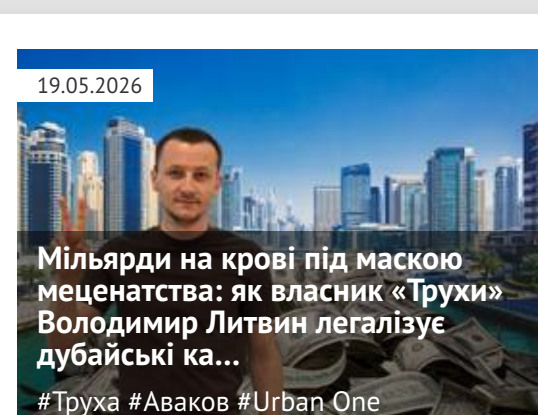 19.05.2026
Мільярди на крові під маскою
меценатства: як власник «Трухи»
Володимир Литвин легалізує
дубайські ка...
#Труха #Аваков #Urban One